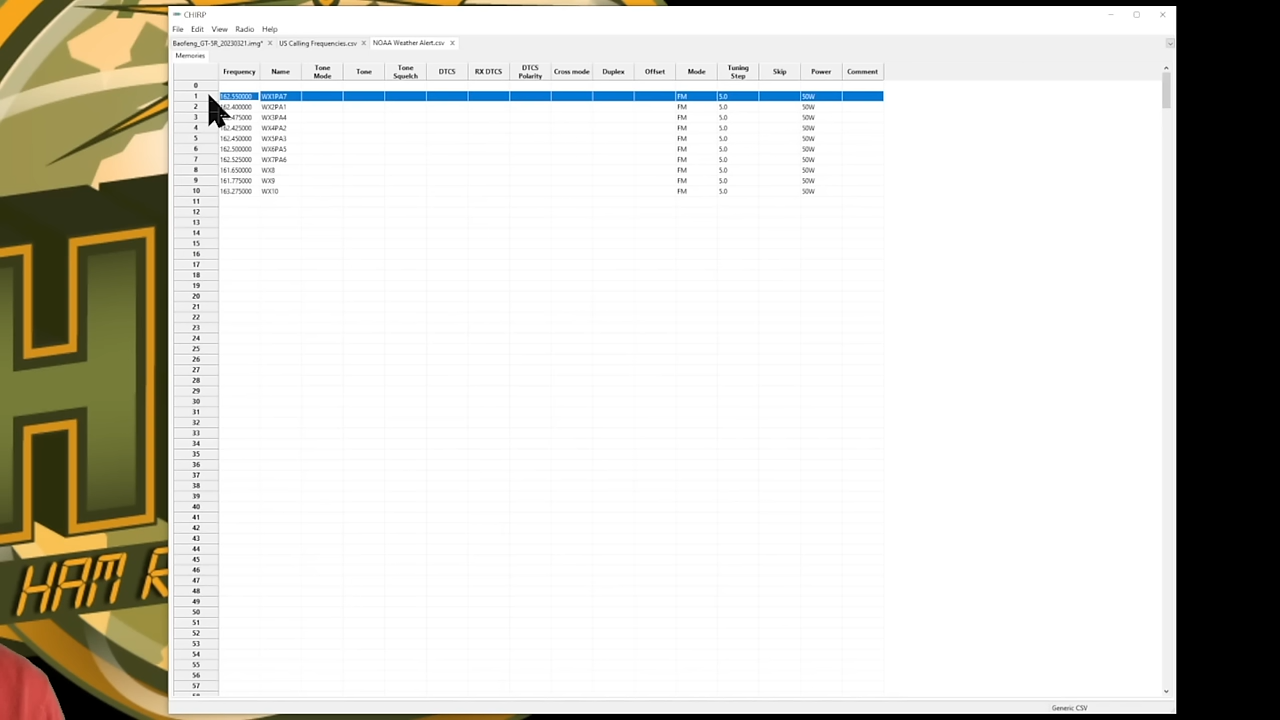 CHIRP
File Edit View Radio Help
Baofeng_GT-5R_20230321.img* US Calling Frequencies.csv NOAA Weather Alert.csv
Memories
Frequency Name Tone Mode Tone Tone Squelch DTCS RX DTCS DTCS Polarity Cross mode Duplex Offset Mode Tuning Step Skip Power Comment
0
1 162.550000 WX1PA7 FM 5.0 50W
2 162.400000 WX2PA1 FM 5.0 50W
3 .475000 WX3PA4 FM 5.0 50W
4 162.425000 WX4PA2 FM 5.0 50W
5 162.450000 WX5PA3 FM 5.0 50W
6 162.500000 WX6PA5 FM 5.0 50W
7 162.525000 WX7PA6 FM 5.0 50W
8 161.650000 WX8 FM 5.0 50W
9 161.775000 WX9 FM 5.0 50W
10 163.275000 WX10 FM 5.0 50W
11
12
13
14
15
16
17
18
19
20
21
22
23
24
25
26
27
28
29
30
31
32
33
34
35
36
37
38
39
40
41
42
43
44
45
46
47
48
49
50
51
52
53
54
55
56
57
Generic CSV
H
HAM R